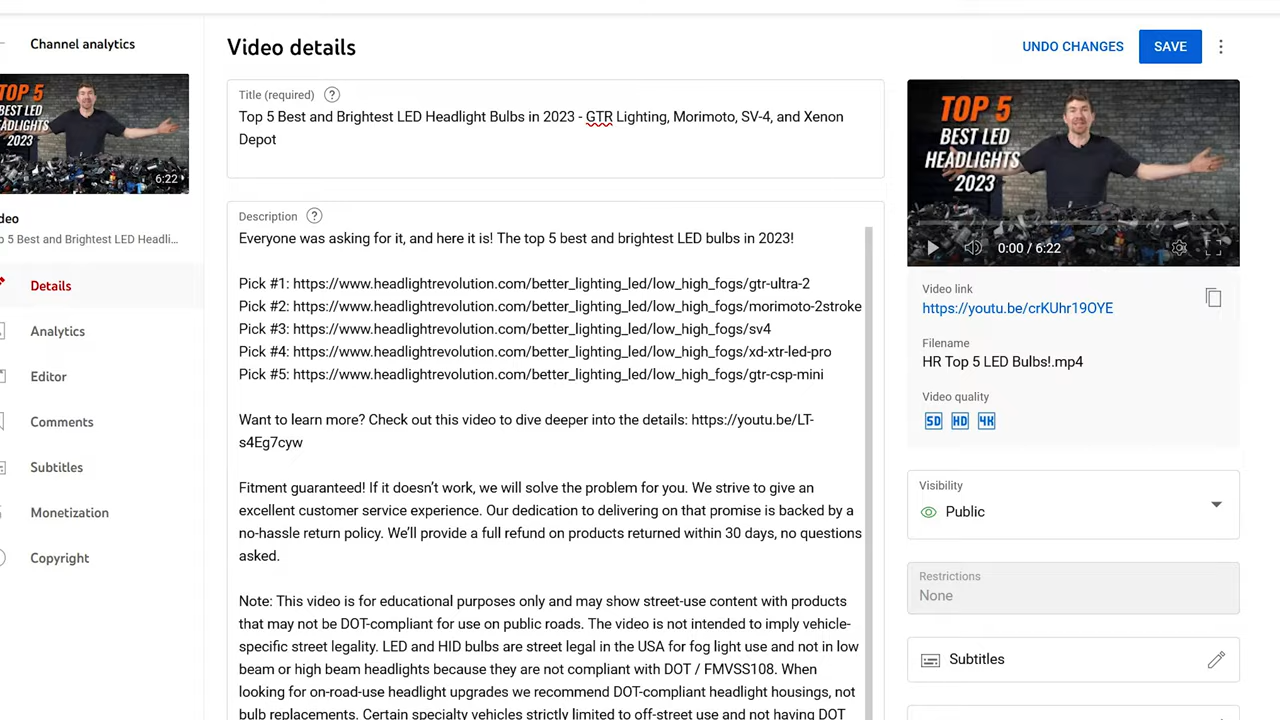 Channel analytics
TOP 5
BEST LED
HEADLIGHTS
2023
6:22
deo
p 5 Best and Brightest LED Headli...
Details
Analytics
Editor
Comments
Subtitles
Monetization
Copyright
Video details
UNDO CHANGES
SAVE
Title (required)
Top 5 Best and Brightest LED Headlight Bulbs in 2023 - GTR Lighting, Morimoto, SV-4, and Xenon
Depot
Description
Everyone was asking for it, and here it is! The top 5 best and brightest LED bulbs in 2023!
Pick #1: https://www.headlightrevolution.com/better_lighting_led/low_high_fogs/gtr-ultra-2
Pick #2: https://www.headlightrevolution.com/better_lighting_led/low_high_fogs/morimoto-2stroke
Pick #3: https://www.headlightrevolution.com/better_lighting_led/low_high_fogs/sv4
Pick #4: https://www.headlightrevolution.com/better_lighting_led/low_high_fogs/xd-xtr-led-pro
Pick #5: https://www.headlightrevolution.com/better_lighting_led/low_high_fogs/gtr-csp-mini
Want to learn more? Check out this video to dive deeper into the details: https://youtu.be/LT-
s4Eg7cyw
Fitment guaranteed! If it doesn’t work, we will solve the problem for you. We strive to give an
excellent customer service experience. Our dedication to delivering on that promise is backed by a
no-hassle return policy. We’ll provide a full refund on products returned within 30 days, no questions
asked.
Note: This video is for educational purposes only and may show street-use content with products
that may not be DOT-compliant for use on public roads. The video is not intended to imply vehicle-
specific street legality. LED and HID bulbs are street legal in the USA for fog light use and not in low
beam or high beam headlights because they are not compliant with DOT / FMVSS108. When
looking for on-road-use headlight upgrades we recommend DOT-compliant headlight housings, not
bulb replacements. Certain specialty vehicles strictly limited to off-street use and not having DOT
TOP 5
BEST LED
HEADLIGHTS
2023
0:00 / 6:22
Video link
https://youtu.be/crKUhr19OYE
Filename
HR Top 5 LED Bulbs!.mp4
Video quality
SD HD 4K
Visibility
Public
Restrictions
None
Subtitles